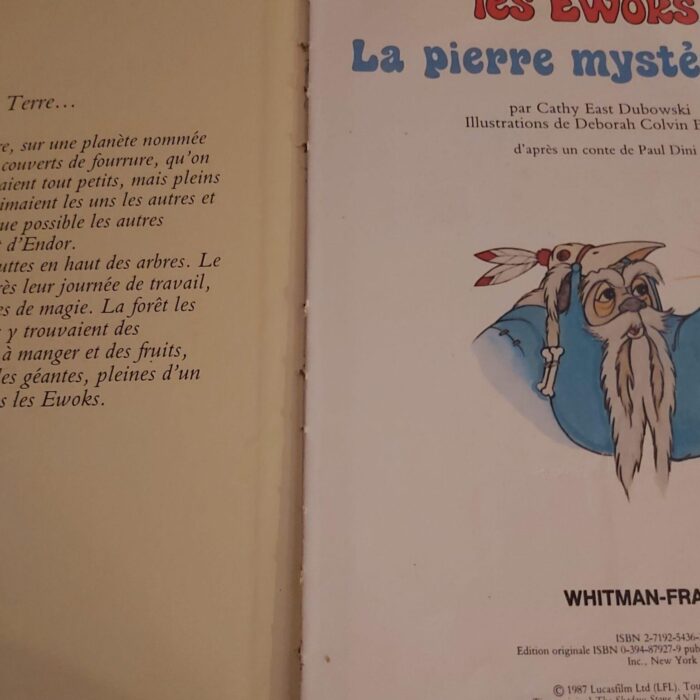 Terre...
re, sur une planète nommée
couverts de fourrure, qu'on
aient tout petits, mais pleins
imaient les uns les autres et
ue possible les autres
t d'Endor.
uttes en haut des arbres. Le
rès leur journée de travail,
es de magie. La forêt les
s y trouvaient des
à manger et des fruits,
les géantes, pleines d'un
s les Ewoks.
les Ewoks
La pierre mystè
par Cathy East Dubowski
Illustrations de Deborah Colvin
d'après un conte de Paul Dini
WHITMAN-FRA
ISBN 2-7192-5436-
Edition originale ISBN 0-394-87927-9 pub
Inc., New York
© 1987 Lucasfilm Ltd (LFL). Tou